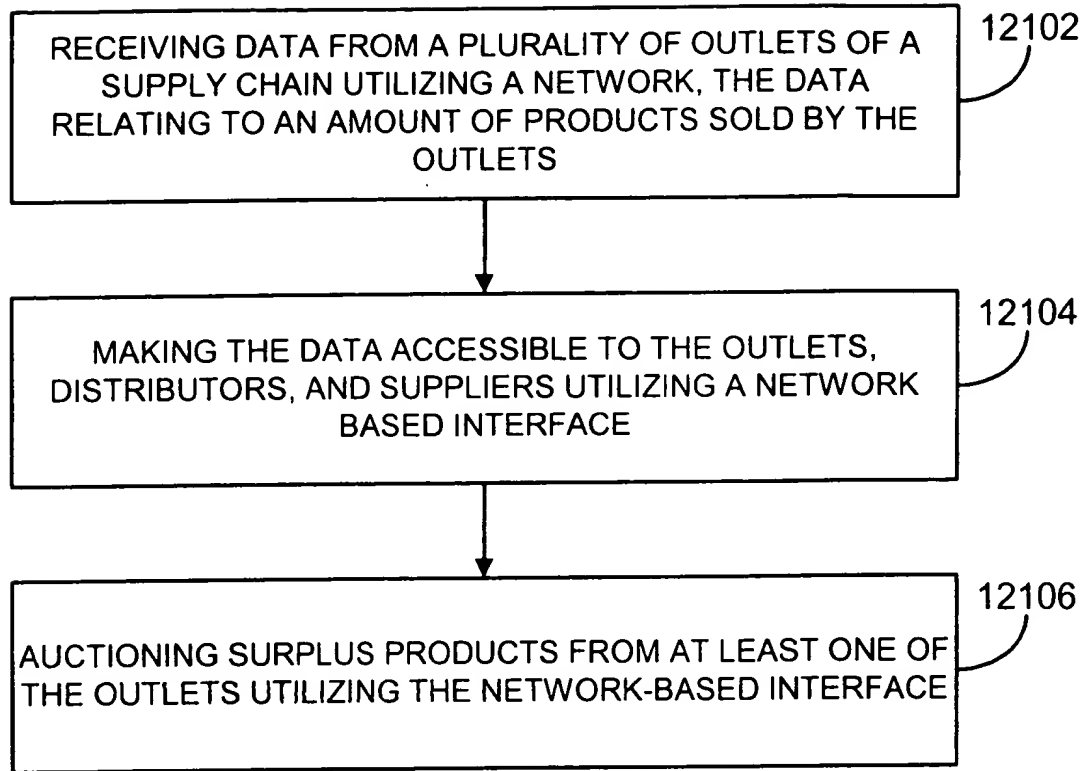 RECEIVING DATA FROM A PLURALITY OF OUTLETS OF A
SUPPLY CHAIN UTILIZING A NETWORK, THE DATA
RELATING TO AN AMOUNT OF PRODUCTS SOLD BY THE
OUTLETS
12102
MAKING THE DATA ACCESSIBLE TO THE OUTLETS,
DISTRIBUTORS, AND SUPPLIERS UTILIZING A NETWORK
BASED INTERFACE
12104
AUCTIONING SURPLUS PRODUCTS FROM AT LEAST ONE OF
THE OUTLETS UTILIZING THE NETWORK-BASED INTERFACE
12106